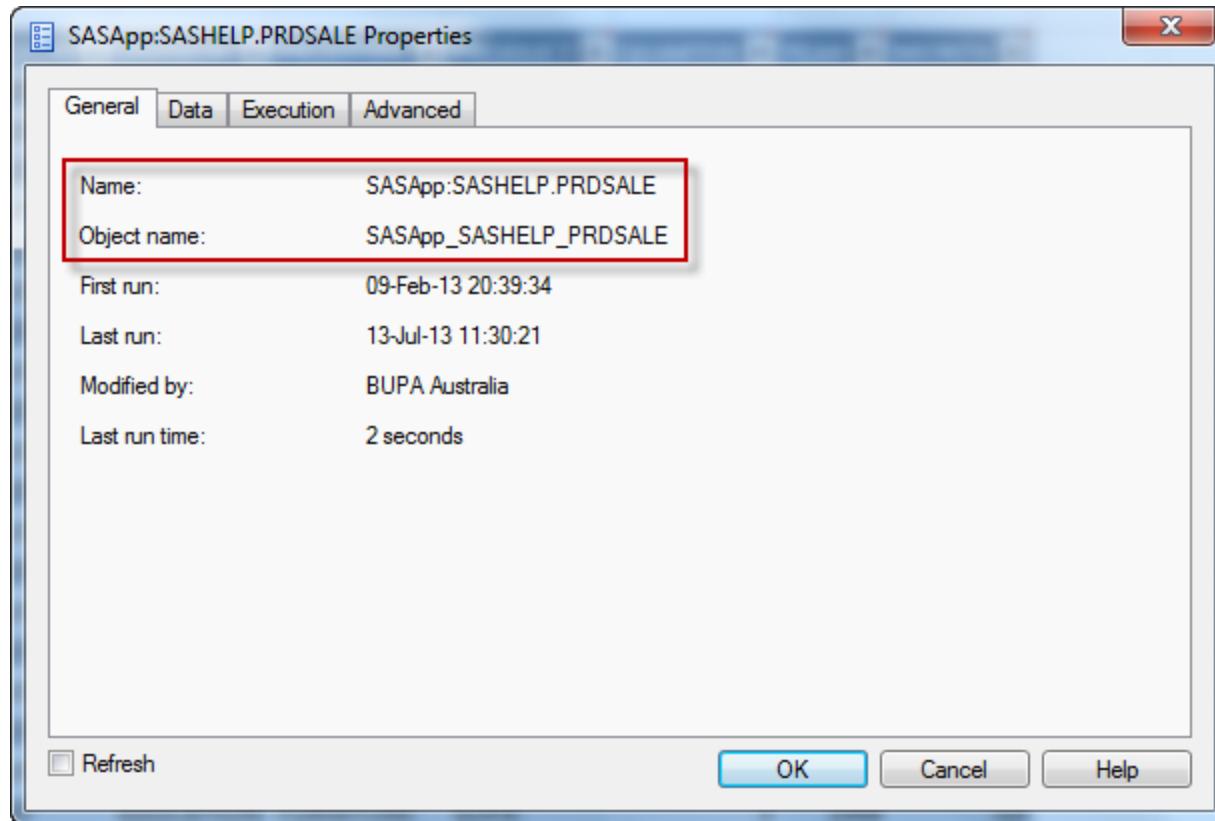 SASApp:SASHELP.PRDSALE Properties
General Data Execution Advanced
Name: SASApp:SASHELP.PRDSALE
Object name: SASApp_SASHELP_PRDSALE
First run: 09-Feb-13 20:39:34
Last run: 13-Jul-13 11:30:21
Modified by: BUPA Australia
Last run time: 2 seconds
Refresh OK Cancel Help